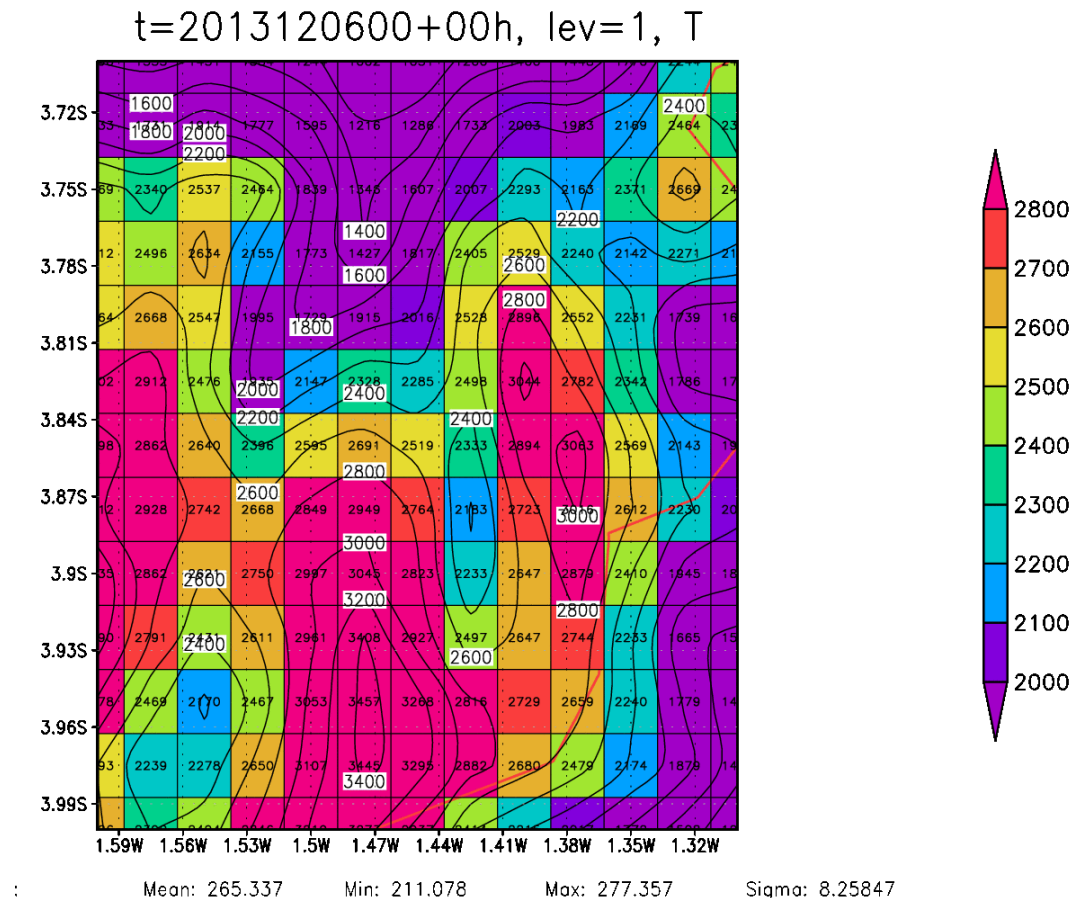 t=2013120600+00h, lev=1, T
1600 2400
3.72S 1777 1595 1216 1286 1733 2003 1983 2169 2464
1800 2000
2200
3.75S 2340 2537 2464 1839 1348 1607 2007 2293 2163 2371 2669
2200
1400
3.78S 2496 2634 2155 1773 1427 1817 2405 2529 2240 2142 2271
2600
1600
2800
3.81S 2668 2547 1995 1915 2016 2528 2896 2552 2231 1739
1800
3.84S 2912 2476 2147 2328 2285 2498 3044 2782 2342 1786
2000 2400
2200 2400
2862 2640 2396 2595 2691 2519 2333 2894 3063 2569 2143
2800
3.87S 2928 2742 2668 2849 2949 2764 2183 2723 2612 2230
2600 3000
3000
3.9S 2862 2750 2997 3045 2823 2233 2647 2879 2410 1945
2600
3200 2800
3.93S 2791 2431 2611 2961 3408 2927 2497 2647 2744 2233 1665
2400 2600
3.96S 2469 2170 2467 3053 3457 3268 2816 2729 2659 2240 1779
2239 2278 2650 3107 3445 3295 2882 2680 2479 2174 1879
3400
3.99S
1.59W 1.56W 1.53W 1.5W 1.47W 1.44W 1.41W 1.38W 1.35W 1.32W
2800
2700
2600
2500
2400
2300
2200
2100
2000
: Mean: 265.337 Min: 211.078 Max: 277.357 Sigma: 8.25847